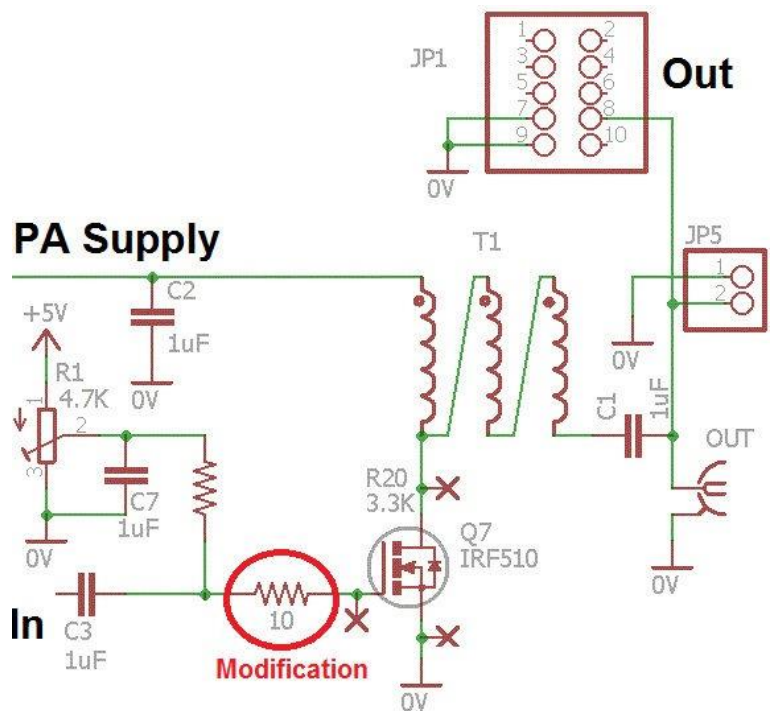 JP1
1
2
3
4
5
6
7
8
9
10
Out
0V
PA Supply
T1
JP5
1
2
0V
C2
1uF
0V
+5V
R1
4.7K
1
2
3
C7
1uF
0V
R20
3.3K
Q7
IRF510
C1
1uF
OUT
0V
In
C3
1uF
10
Modification
0V